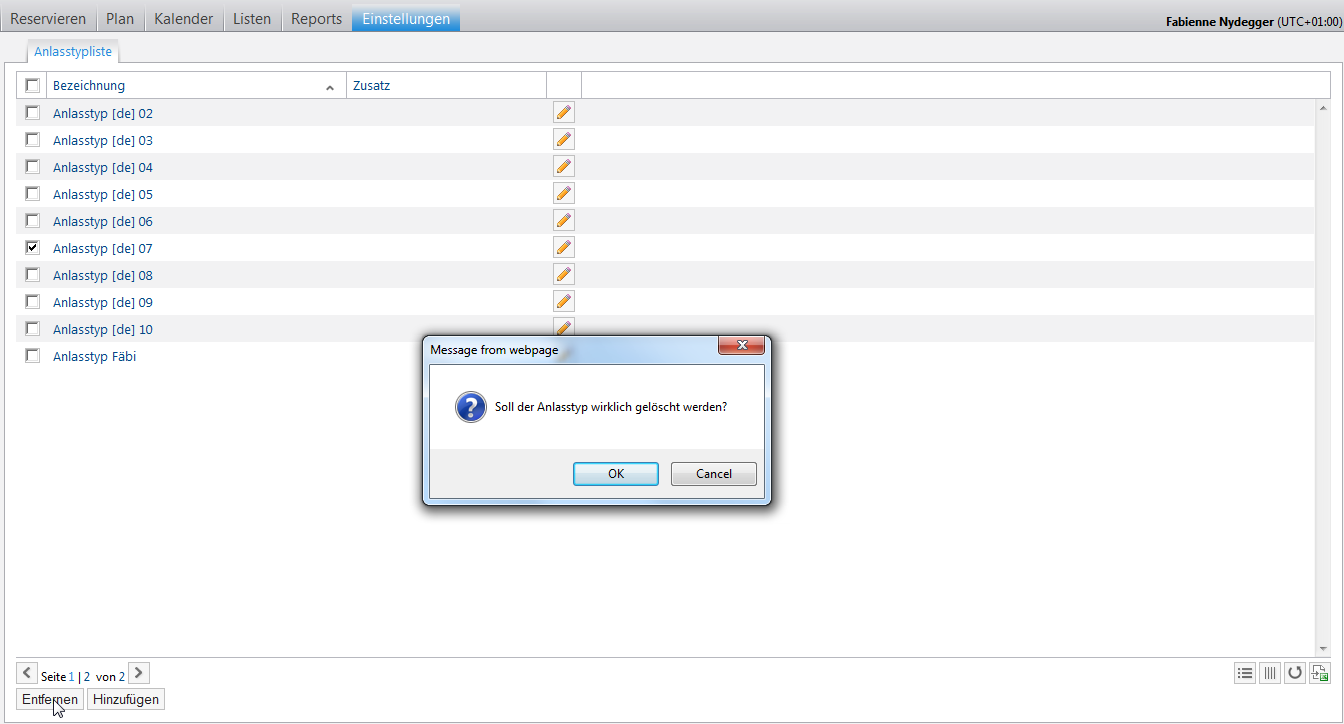 Reservieren Plan Kalender Listen Reports Einstellungen
Fabienne Nydegger (UTC+01:00)
Anlasstypliste
Bezeichnung Zusatz
Anlasstyp [de] 02
Anlasstyp [de] 03
Anlasstyp [de] 04
Anlasstyp [de] 05
Anlasstyp [de] 06
Anlasstyp [de] 07
Anlasstyp [de] 08
Anlasstyp [de] 09
Anlasstyp [de] 10
Anlasstyp Fäbi
Message from webpage
Soll der Anlasstyp wirklich gelöscht werden?
OK Cancel
Seite 1 | 2 von 2
Entfernen Hinzufügen